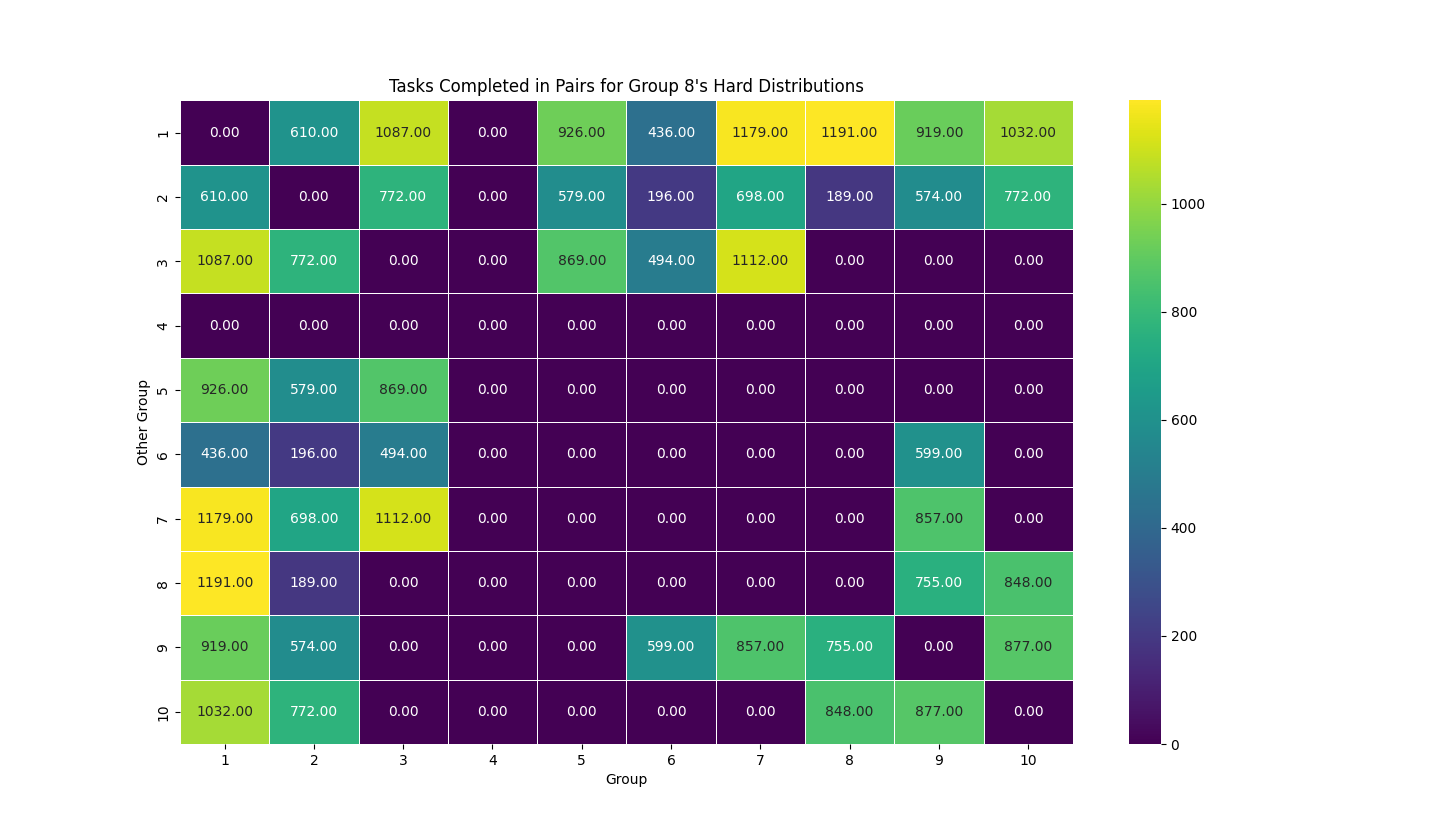 Tasks Completed in Pairs for Group 8's Hard Distributions
1 0.00 610.00 1087.00 0.00 926.00 436.00 1179.00 1191.00 919.00 1032.00
2 610.00 0.00 772.00 0.00 579.00 196.00 698.00 189.00 574.00 772.00
3 1087.00 772.00 0.00 0.00 869.00 494.00 1112.00 0.00 0.00 0.00
4 0.00 0.00 0.00 0.00 0.00 0.00 0.00 0.00 0.00 0.00
5 926.00 579.00 869.00 0.00 0.00 0.00 0.00 0.00 0.00 0.00
6 436.00 196.00 494.00 0.00 0.00 0.00 0.00 0.00 599.00 0.00
7 1179.00 698.00 1112.00 0.00 0.00 0.00 0.00 0.00 857.00 0.00
8 1191.00 189.00 0.00 0.00 0.00 0.00 0.00 0.00 755.00 848.00
9 919.00 574.00 0.00 0.00 0.00 599.00 857.00 755.00 0.00 877.00
10 1032.00 772.00 0.00 0.00 0.00 0.00 0.00 848.00 877.00 0.00
1 2 3 4 5 6 7 8 9 10
Group
Other Group
1000
800
600
400
200
0